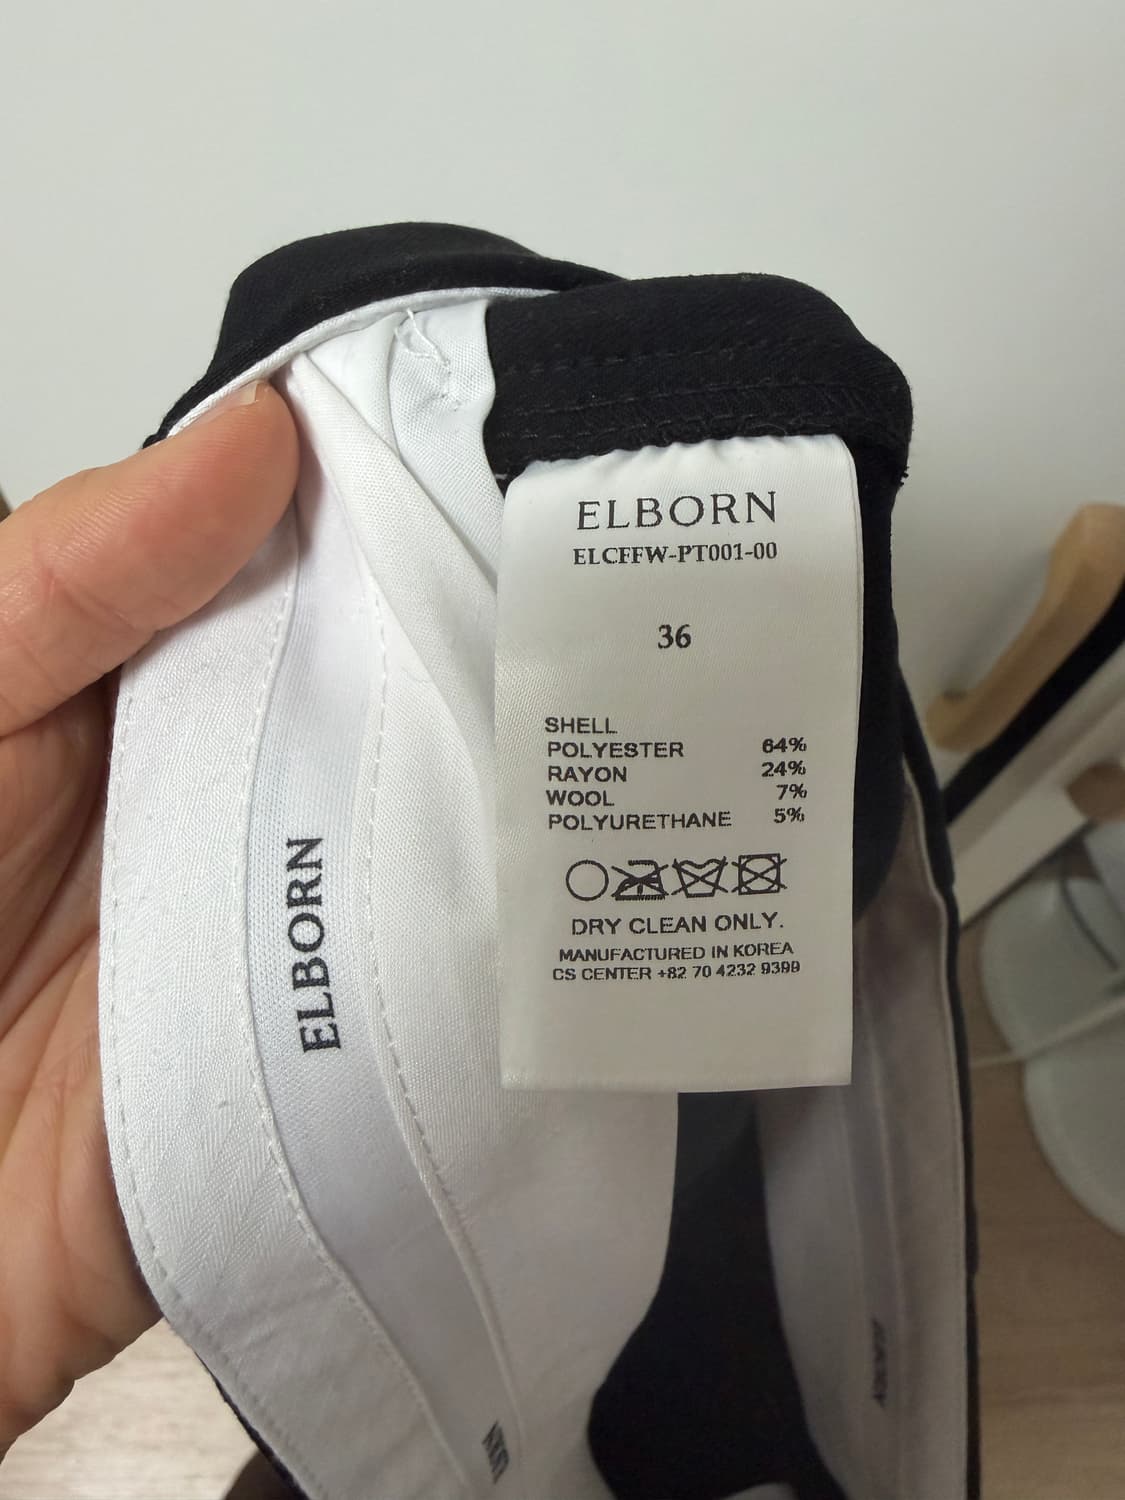 ELBORN
ELCFFW-PT001-00
36
SHELL
POLYESTER 64%
RAYON 24%
WOOL 7%
POLYURETHANE 5%
DRY CLEAN ONLY.
MANUFACTURED IN KOREA
CS CENTER +82 70 4232 9399
ELBORN